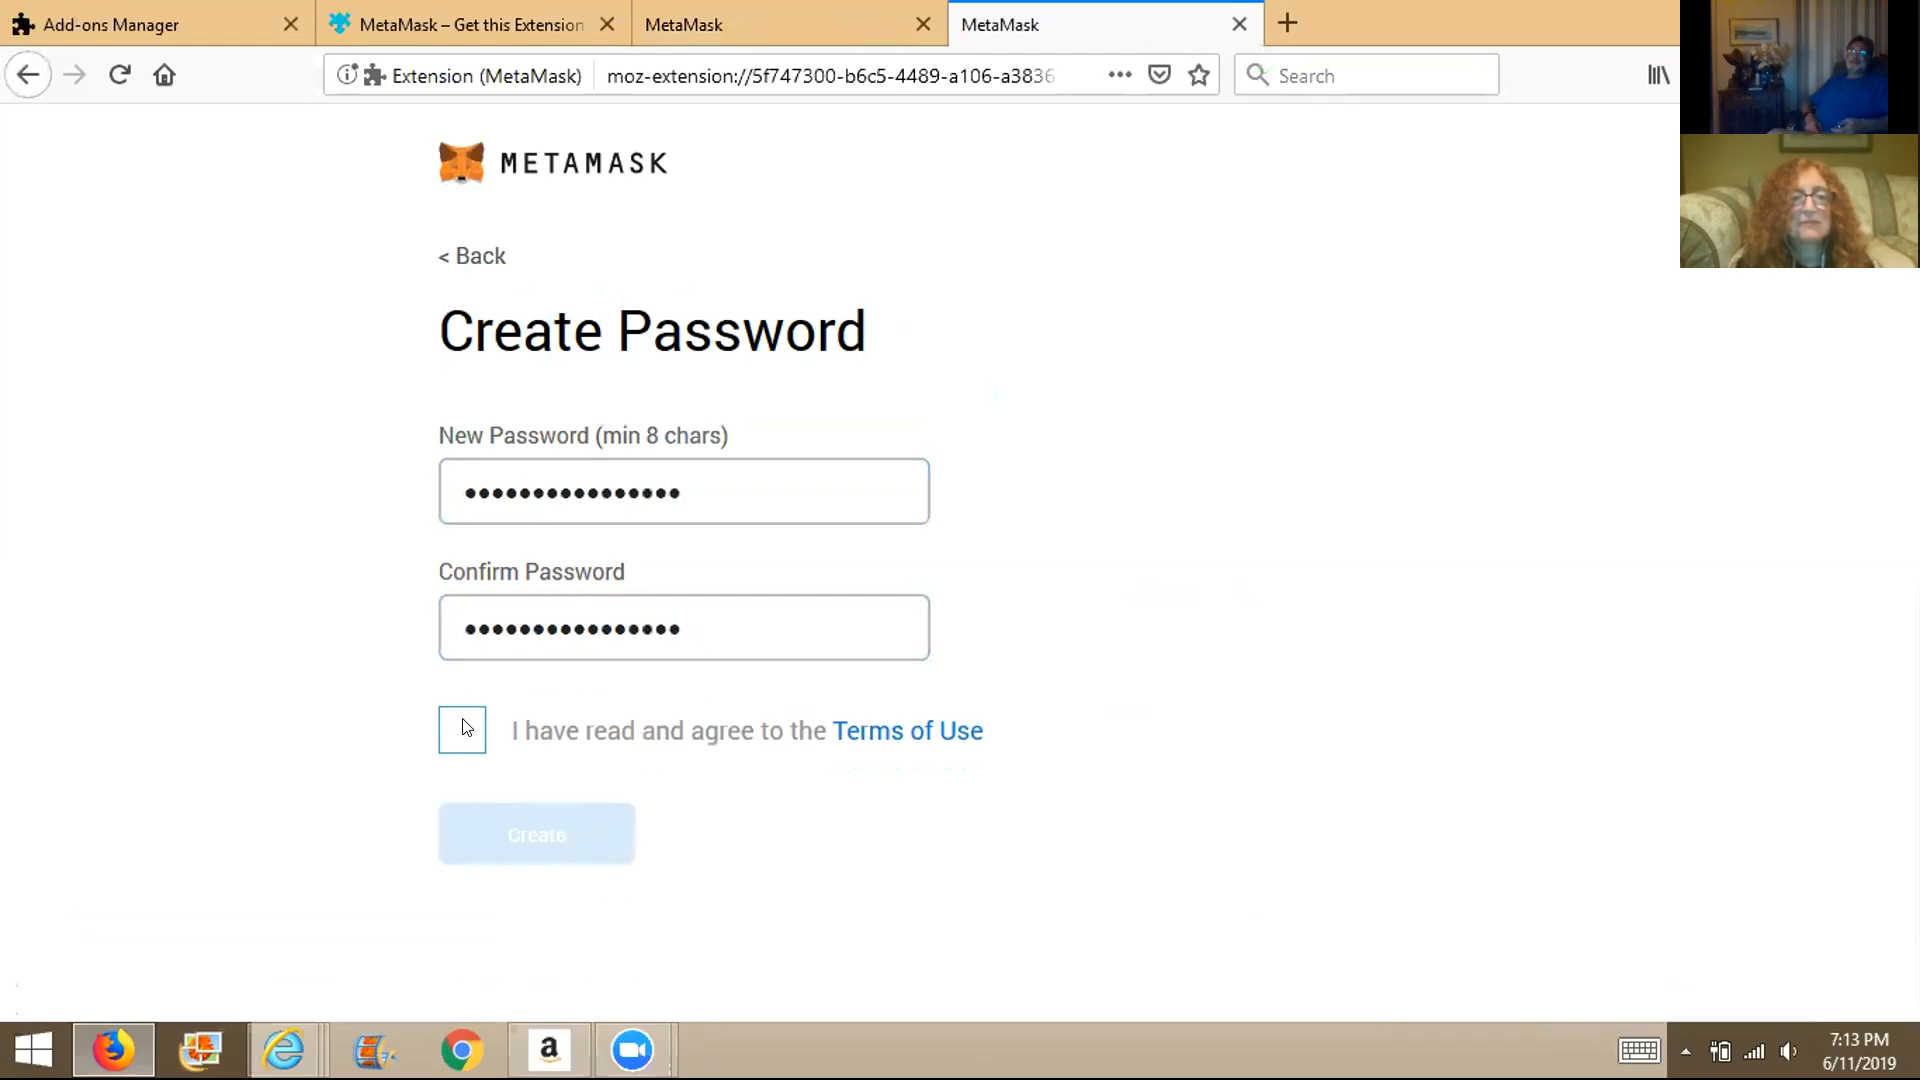 Add-ons Manager
MetaMask – Get this Extension
MetaMask
MetaMask
Extension (MetaMask)
moz-extension://5f747300-b6c5-4489-a106-a3836
Search
METAMASK
< Back
Create Password
New Password (min 8 chars)
••••••••••••••••
Confirm Password
••••••••••••••••
I have read and agree to the Terms of Use
Create
a
7:13 PM
6/11/2019